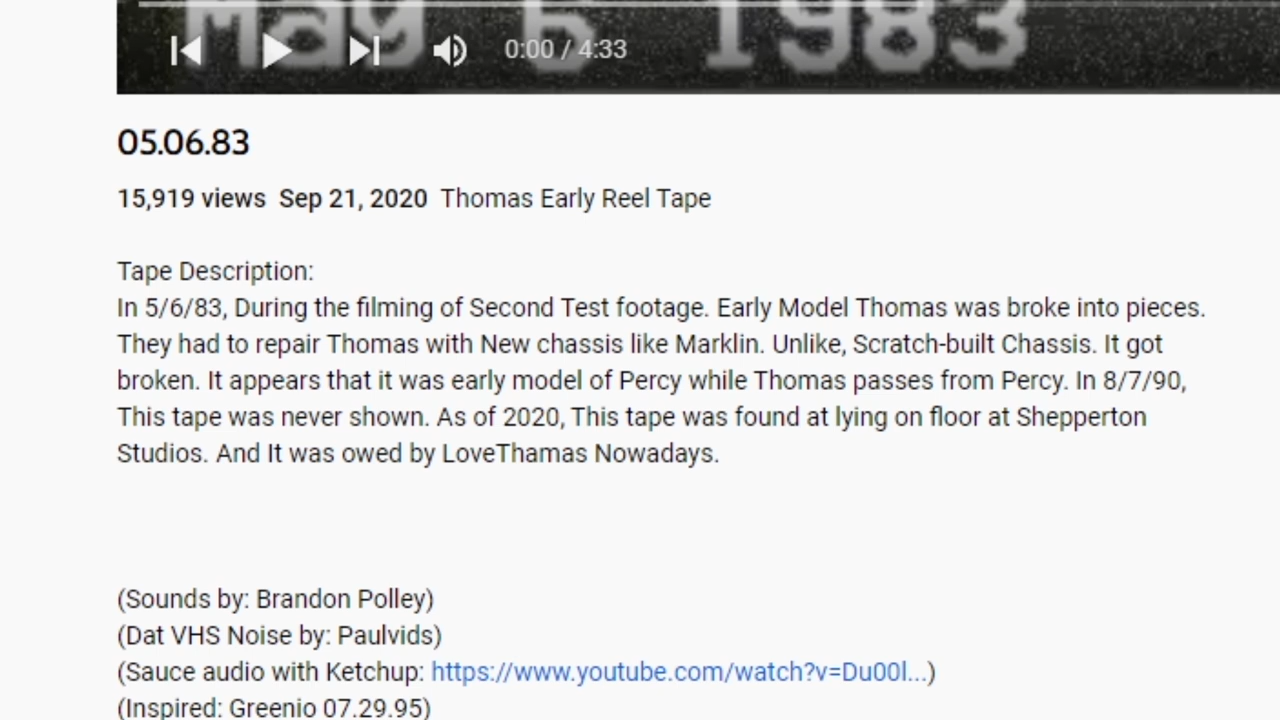 May 6 1983
0:00 / 4:33
05.06.83
15,919 views Sep 21, 2020 Thomas Early Reel Tape
Tape Description:
In 5/6/83, During the filming of Second Test footage. Early Model Thomas was broke into pieces.
They had to repair Thomas with New chassis like Marklin. Unlike, Scratch-built Chassis. It got
broken. It appears that it was early model of Percy while Thomas passes from Percy. In 8/7/90,
This tape was never shown. As of 2020, This tape was found at lying on floor at Shepperton
Studios. And It was owed by LoveThamas Nowadays.
(Sounds by: Brandon Polley)
(Dat VHS Noise by: Paulvids)
(Sauce audio with Ketchup: https://www.youtube.com/watch?v=Du00l...)
(Inspired: Greenio 07.29.95)